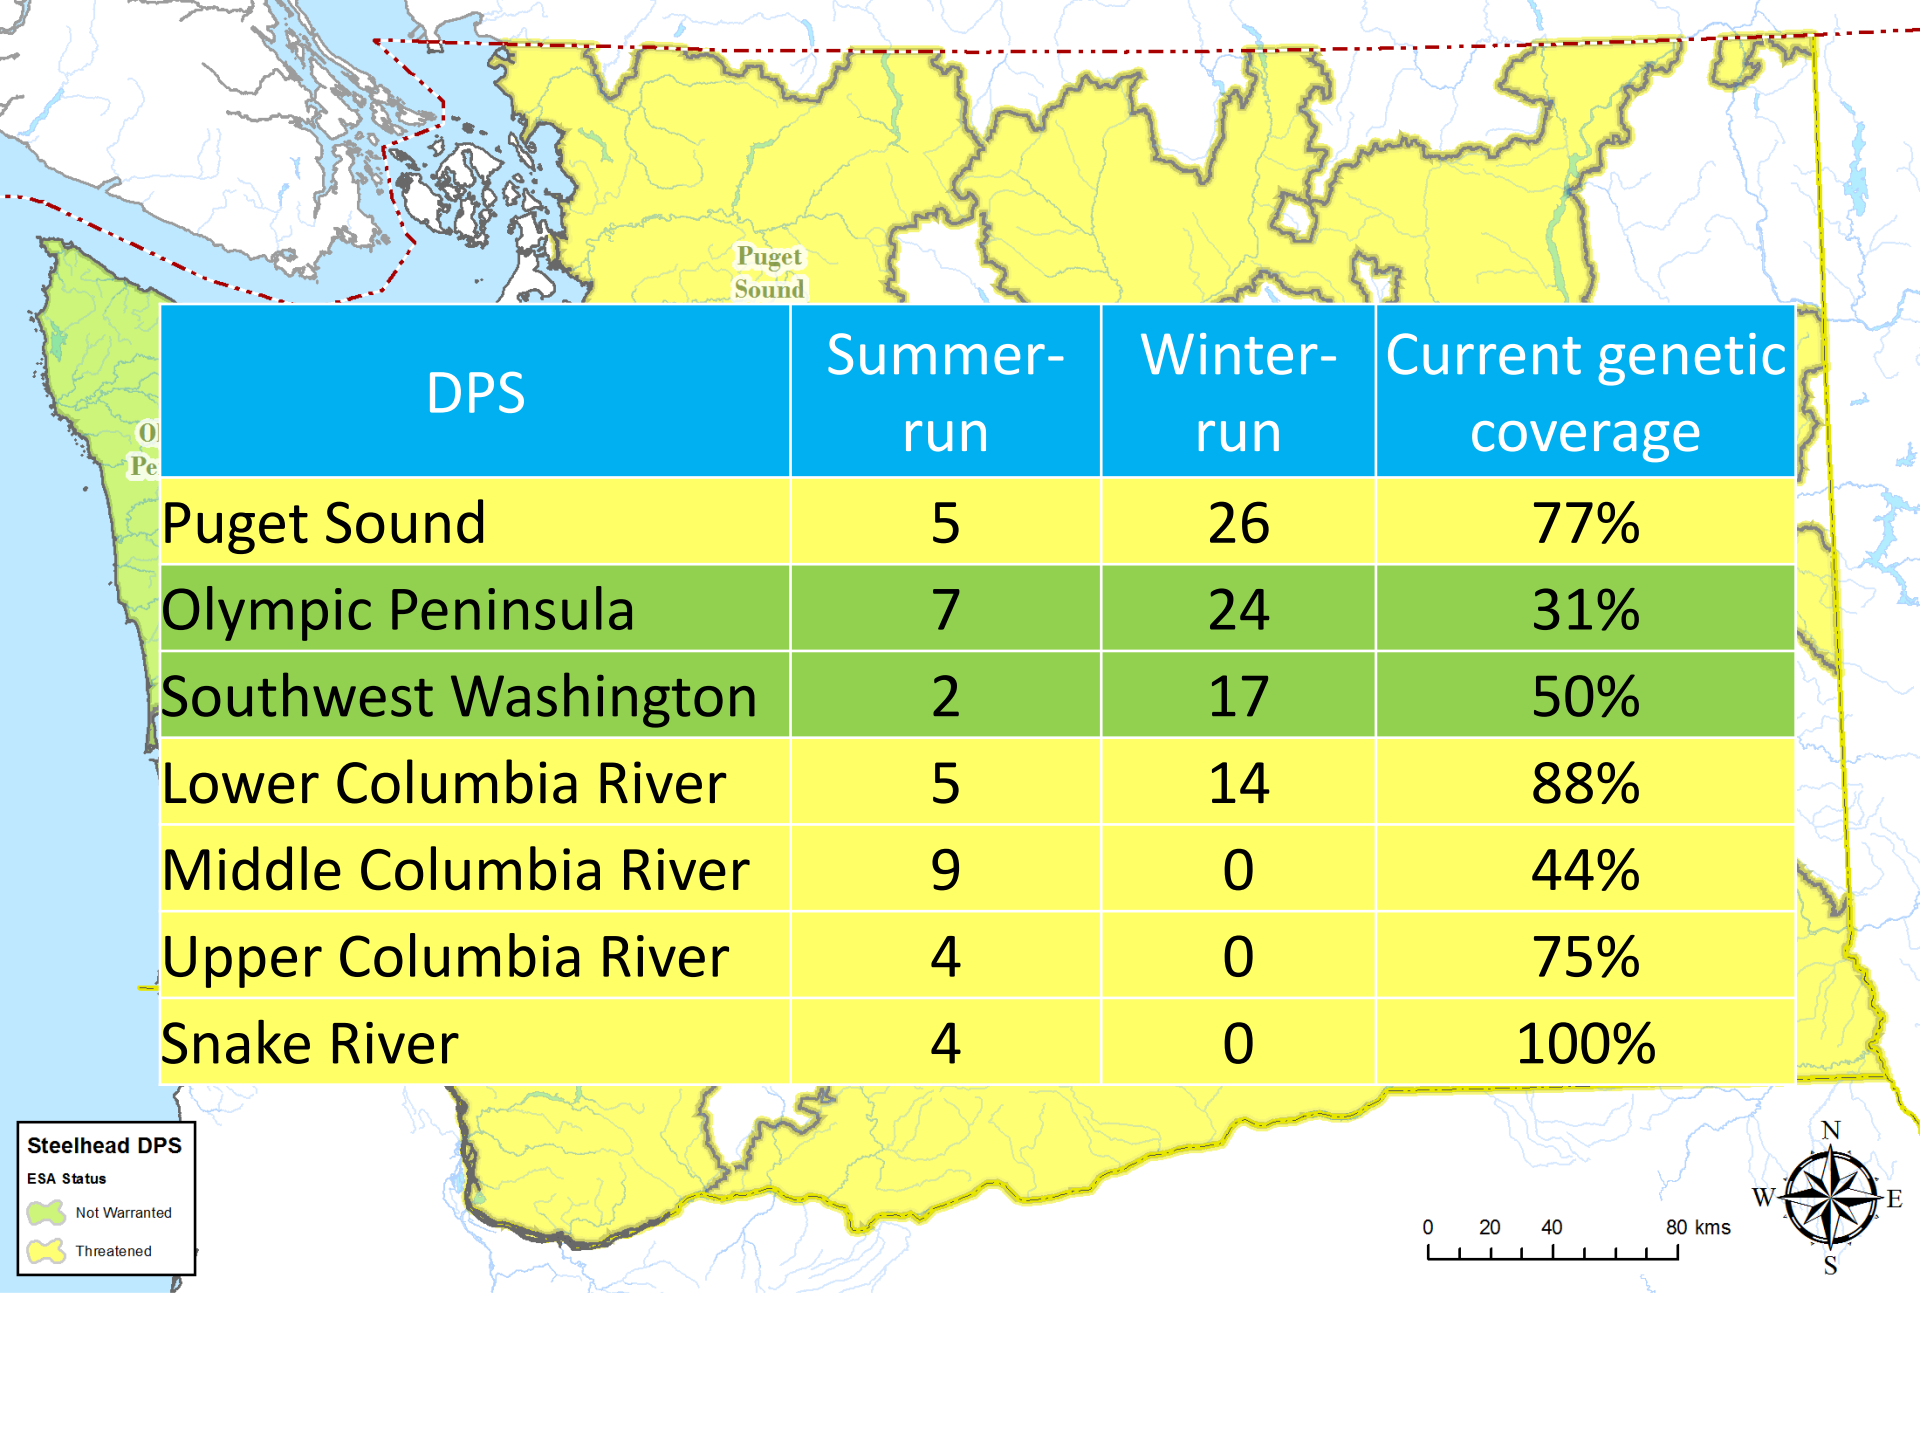 Puget
Sound
Ol
Pe
DPS
Summer-
run
Winter-
run
Current genetic
coverage
Puget Sound 5 26 77%
Olympic Peninsula 7 24 31%
Southwest Washington 2 17 50%
Lower Columbia River 5 14 88%
Middle Columbia River 9 0 44%
Upper Columbia River 4 0 75%
Snake River 4 0 100%
Steelhead DPS
ESA Status
Not Warranted
Threatened
0 20 40 80 kms
N
W E
S